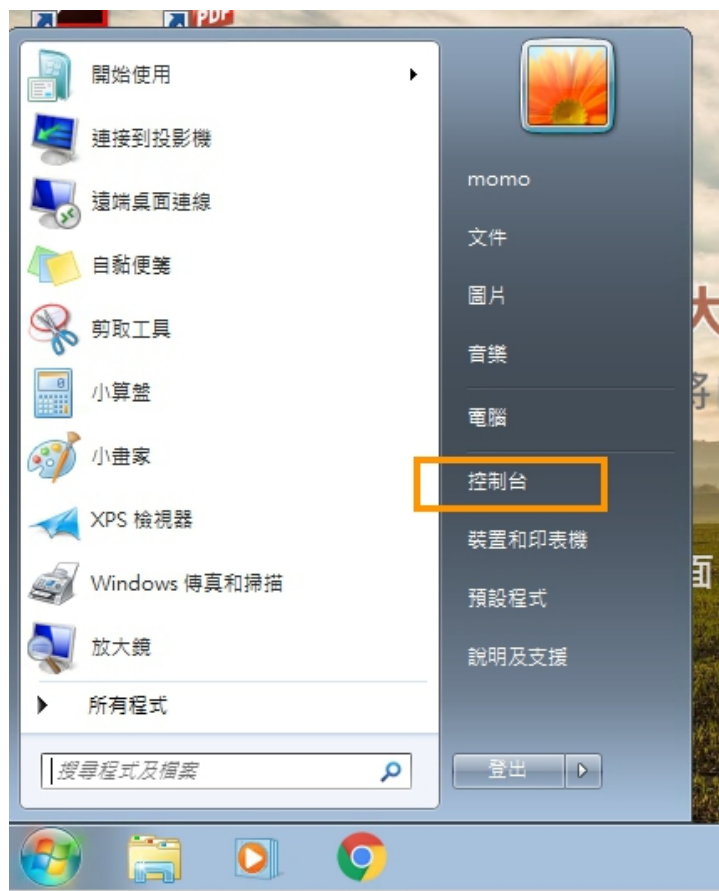 PDF
開始使用
連接到投影機
遠端桌面連線
自黏便箋
剪取工具
小算盤
小畫家
XPS 檢視器
Windows 傳真和掃描
放大鏡
所有程式
搜尋程式及檔案
momo
文件
圖片
音樂
電腦
控制台
裝置和印表機
預設程式
說明及支援
登出
大
將
面